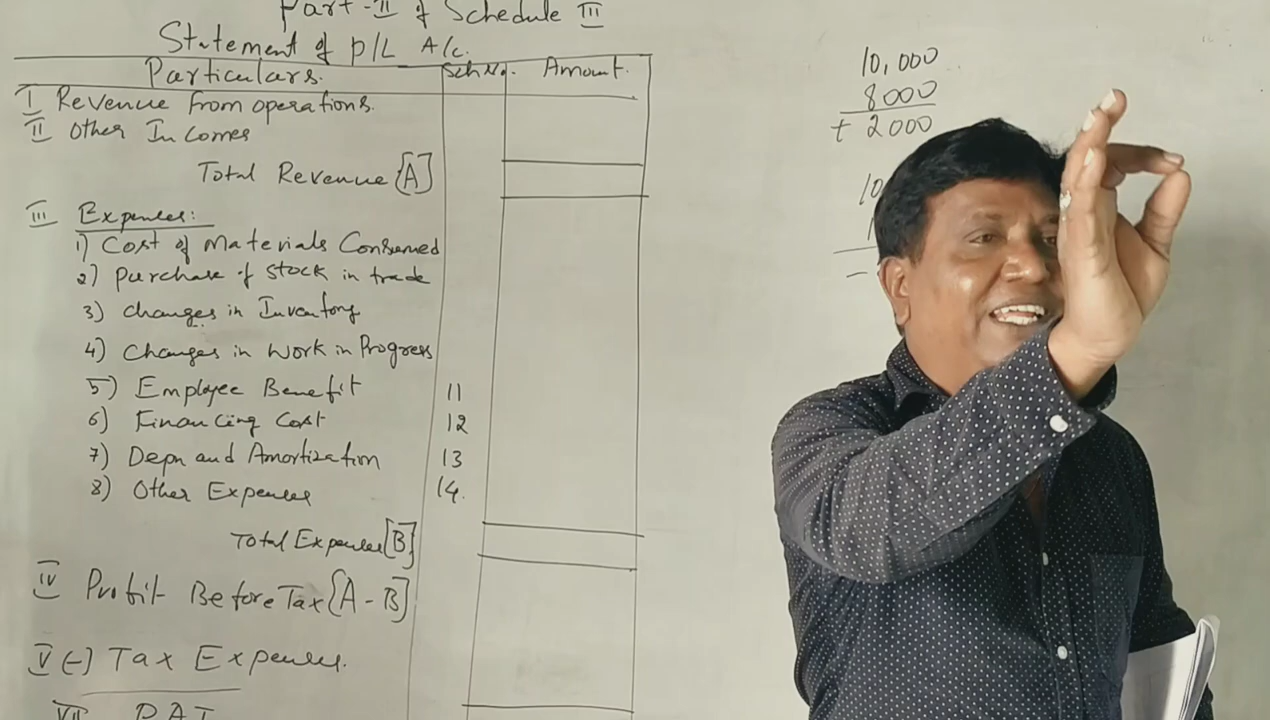 Part-II of Schedule III
Statement of P/L A/c.
Particulars. Sch No. Amount.
I Revenue from operations.
II Other Incomes
Total Revenue [A]
III Expenses:
1) Cost of Materials Consumed
2) Purchase of Stock in trade
3) Changes in Inventory
4) Changes in Work in Progress
5) Employee Benefit 11
6) Financing Cost 12
7) Depn and Amortization 13
8) Other Expenses 14.
Total Expenses [B]
IV Profit Before Tax [A-B]
V (-) Tax Expenses.
VII PAT
10,000
8000
+ 2000
10